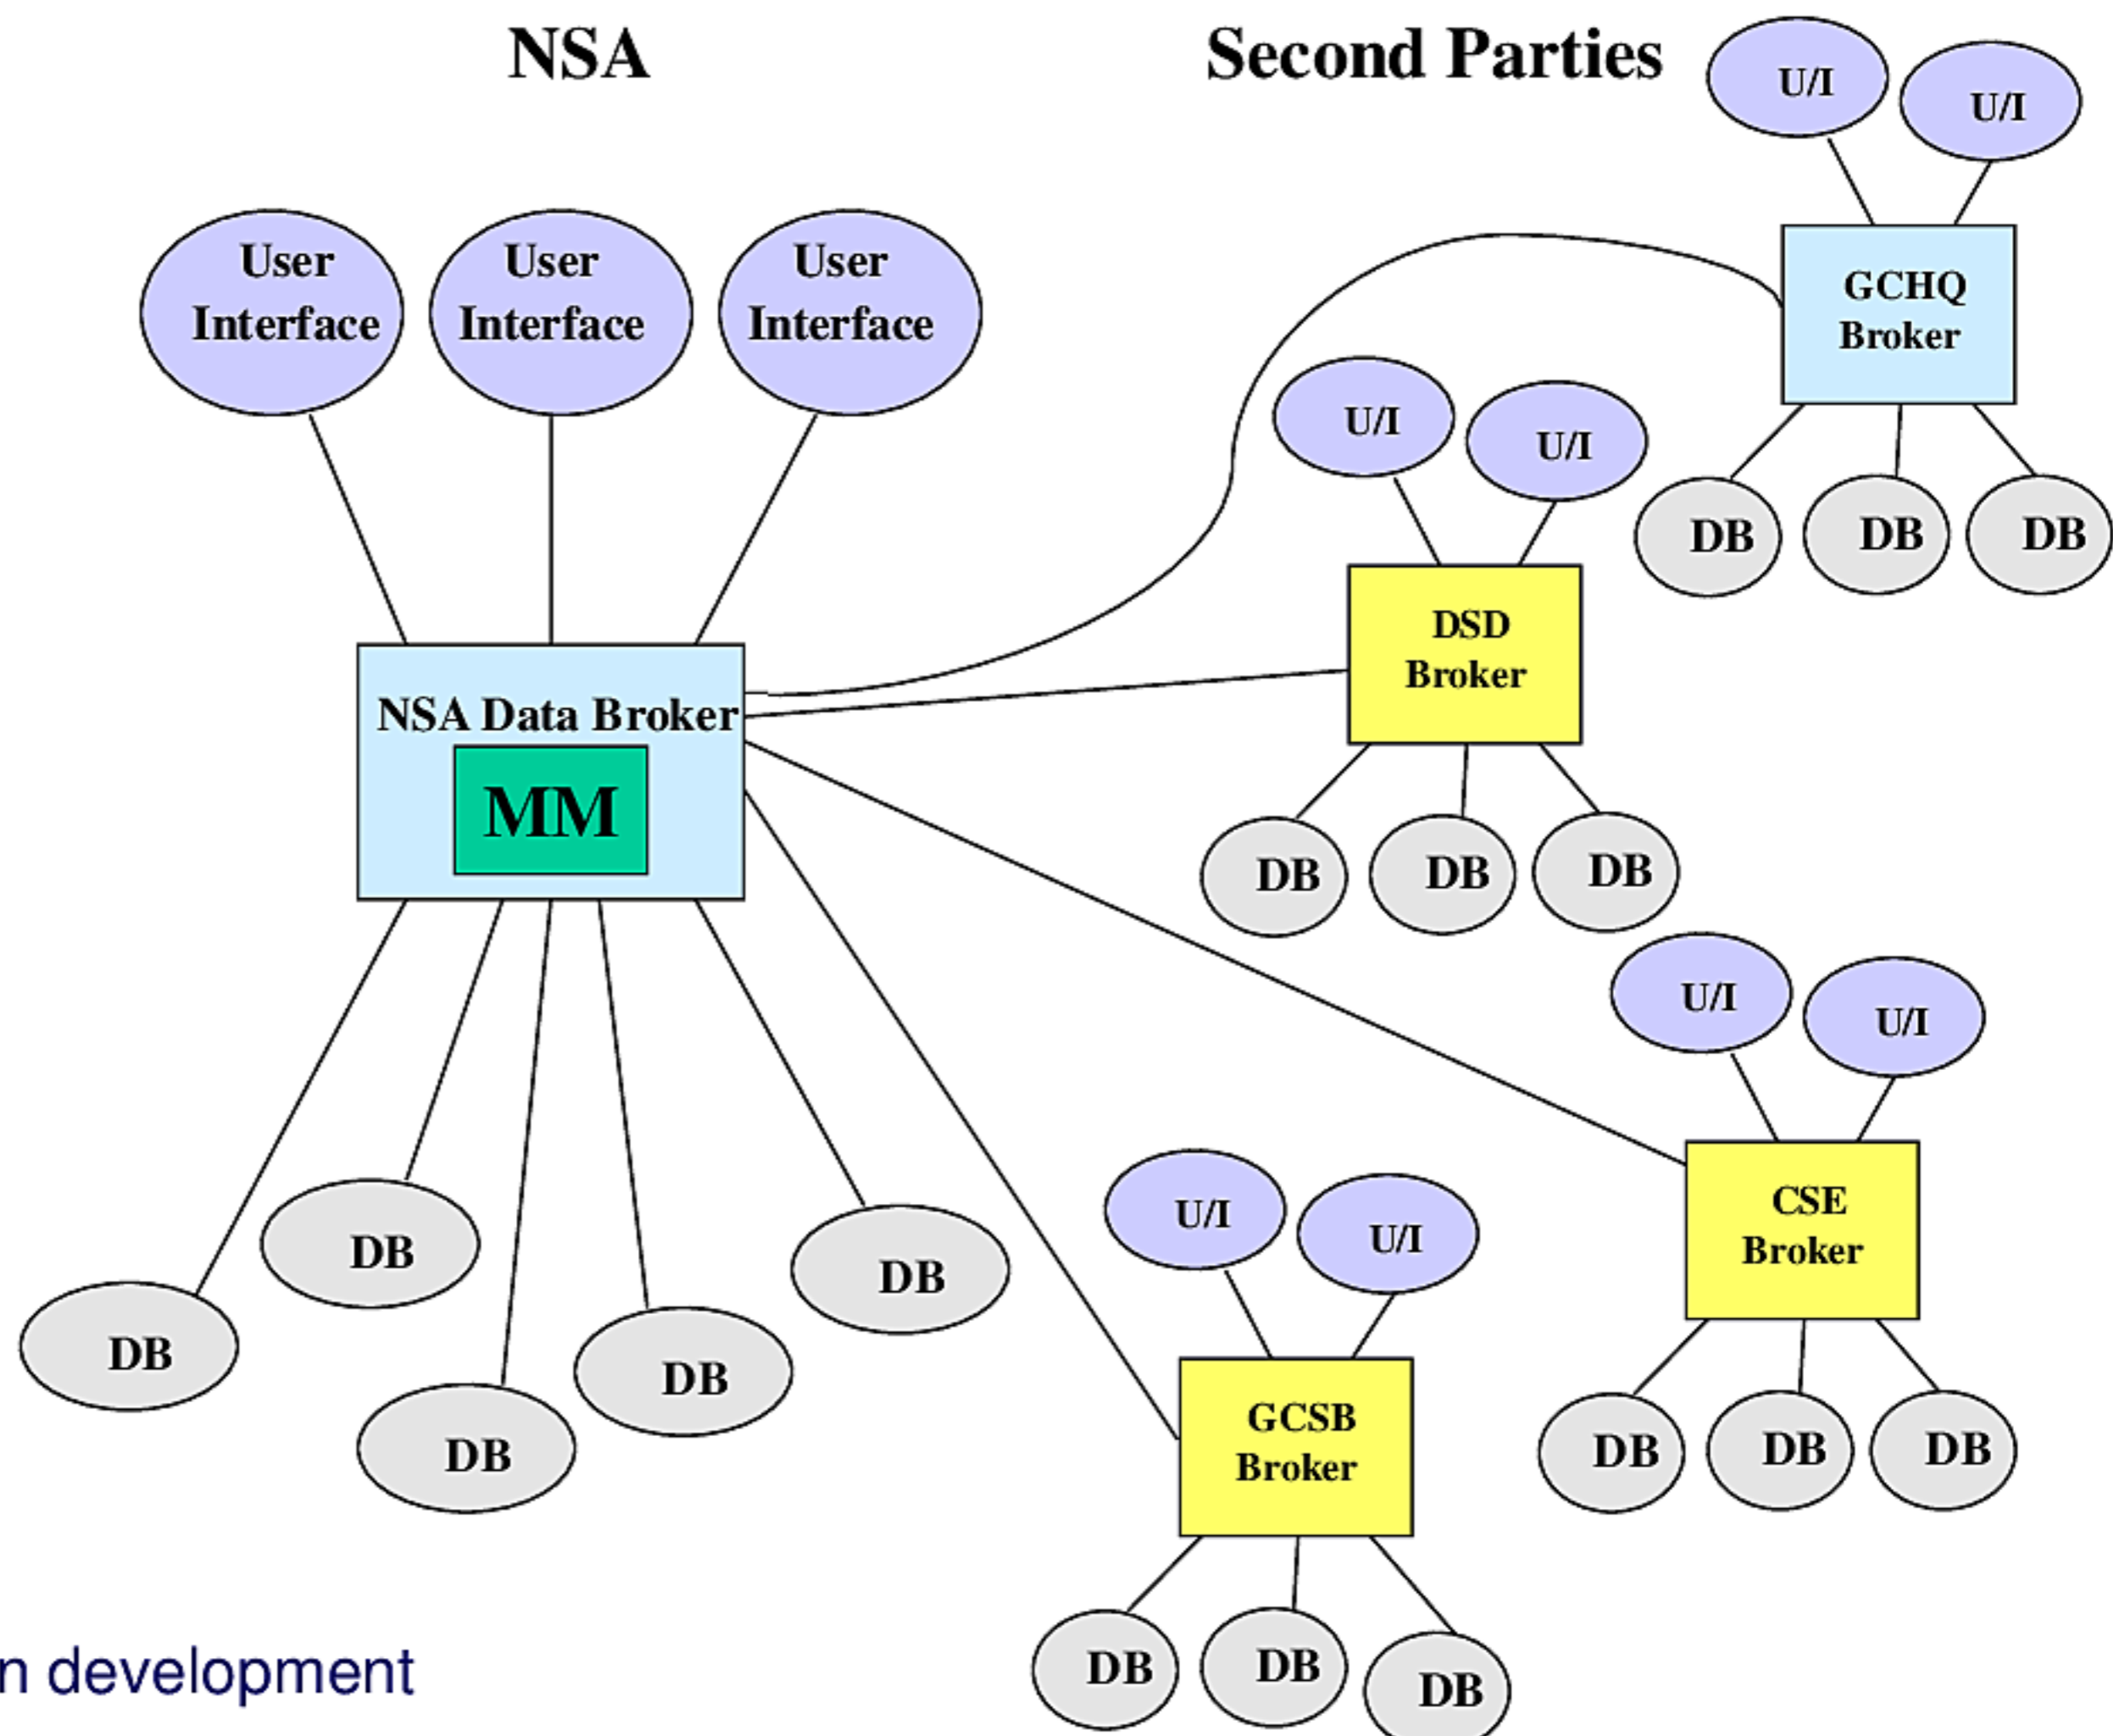 NSA
Second Parties
U/I
U/I
User
Interface
User
Interface
User
Interface
GCHQ
Broker
U/I
U/I
DB
DB
DB
DSD
Broker
NSA Data Broker
MM
DB
DB
DB
U/I
U/I
CSE
Broker
U/I
U/I
DB
DB
DB
DB
DB
GCSB
Broker
DB
DB
DB
DB
DB
DB
n development